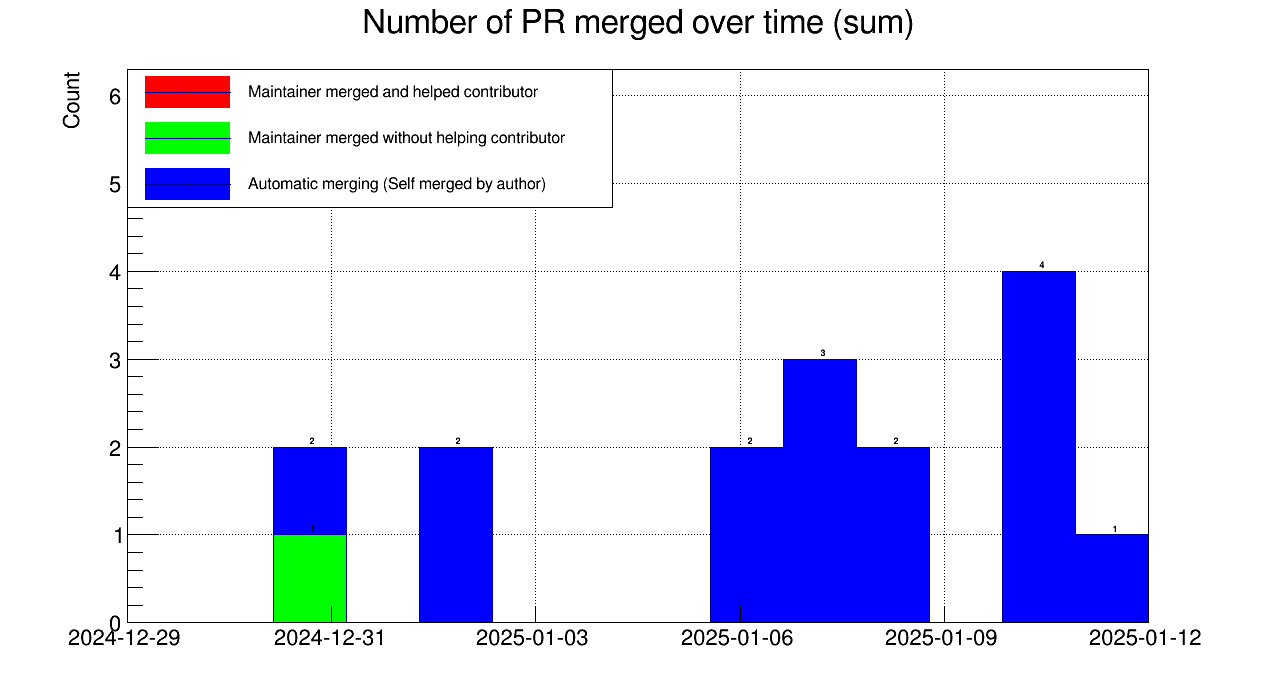 Number of PR merged over time (sum)
Count
Maintainer merged and helped contributor
Maintainer merged without helping contributor
Automatic merging (Self merged by author)
6
5
4
3
2
1
0
4
3
2
2
2
2
1
1
2024-12-29 2024-12-31 2025-01-03 2025-01-06 2025-01-09 2025-01-12